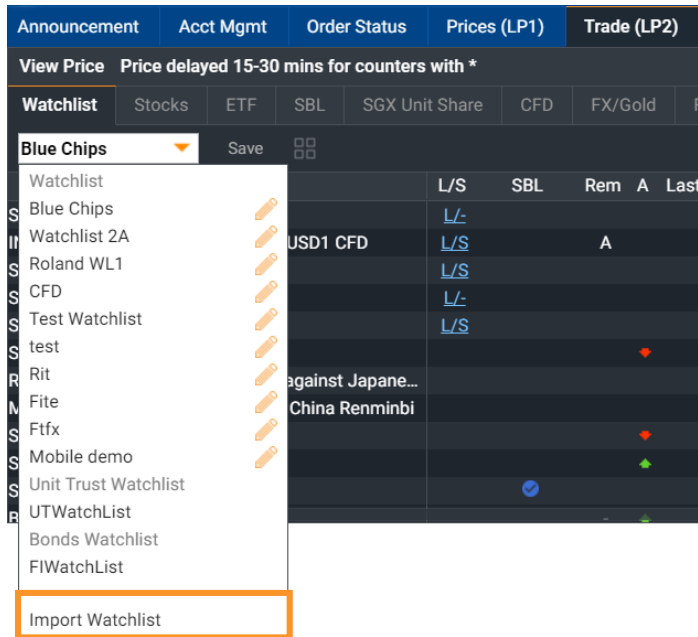 Announcement Acct Mgmt Order Status Prices (LP1) Trade (LP2)
View Price Price delayed 15-30 mins for counters with *
Watchlist Stocks ETF SBL SGX Unit Share CFD FX/Gold
Blue Chips Save
Watchlist L/S SBL Rem A Last
Blue Chips L/-
Watchlist 2A USD1 CFD L/S A
Roland WL1 L/S
CFD L/-
Test Watchlist L/S
test
Rit against Japane...
Fite China Renminbi
Ftfx
Mobile demo
Unit Trust Watchlist
UTWatchList
Bonds Watchlist
FIWatchList
Import Watchlist